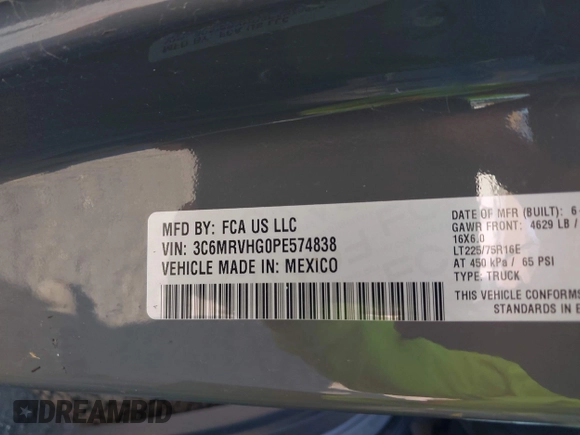 MFD BY: FCA US LLC
VIN: 3C6MRVHG0PE574838
VEHICLE MADE IN: MEXICO
DATE OF MFR (BUILT): 6
GAWR FRONT: 4629 LB /
16X6.0
LT225/75R16E
AT 450 kPa / 65 PSI
TYPE: TRUCK
THIS VEHICLE CONFORMS
STANDARDS IN
DREAMBID